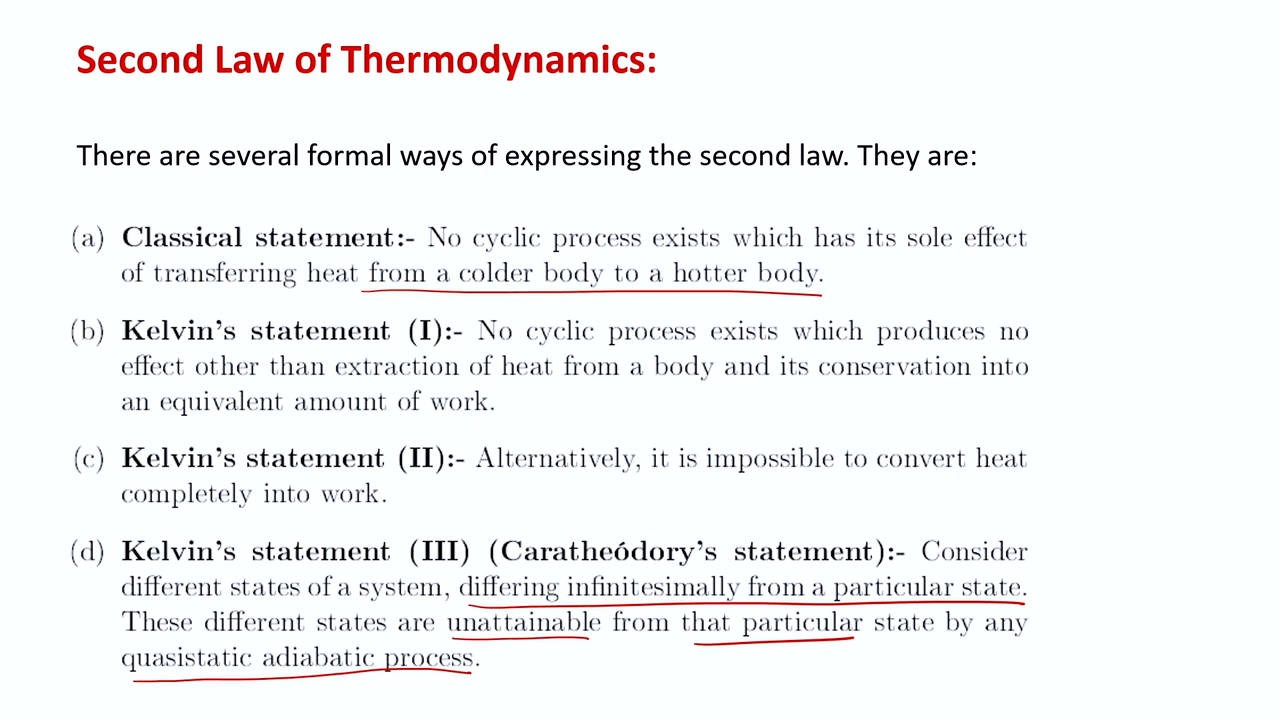 Second Law of Thermodynamics:
There are several formal ways of expressing the second law. They are:
(a) Classical statement:- No cyclic process exists which has its sole effect
of transferring heat from a colder body to a hotter body.
(b) Kelvin's statement (I):- No cyclic process exists which produces no
effect other than extraction of heat from a body and its conservation into
an equivalent amount of work.
(c) Kelvin's statement (II):- Alternatively, it is impossible to convert heat
completely into work.
(d) Kelvin's statement (III) (Caratheódory's statement):- Consider
different states of a system, differing infinitesimally from a particular state.
These different states are unattainable from that particular state by any
quasistatic adiabatic process.